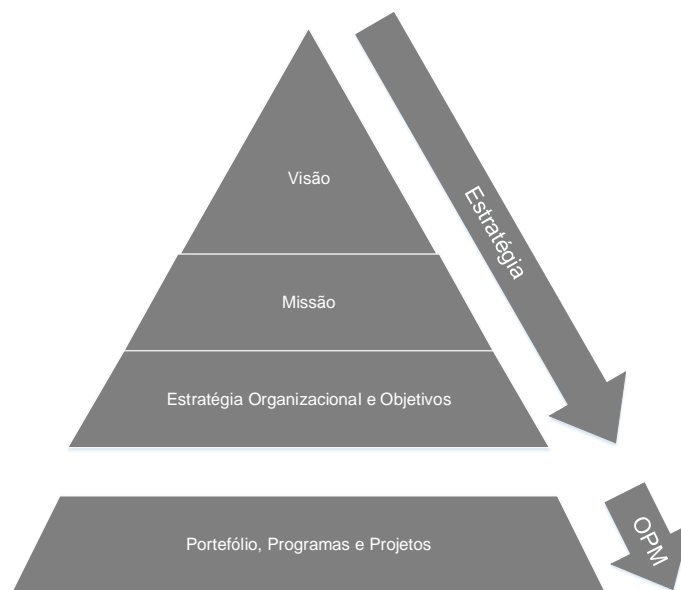 Visão
Estratégia
Missão
Estratégia Organizacional e Objetivos
Portefólio, Programas e Projetos
OPM